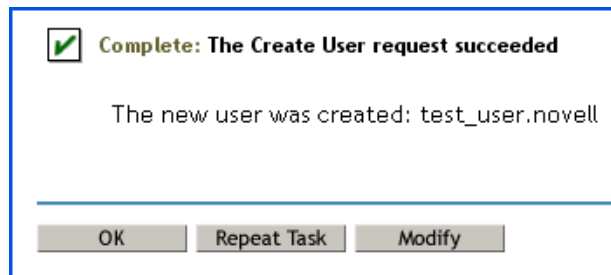 Complete: The Create User request succeeded
The new user was created: test_user.novell
OK Repeat Task Modify